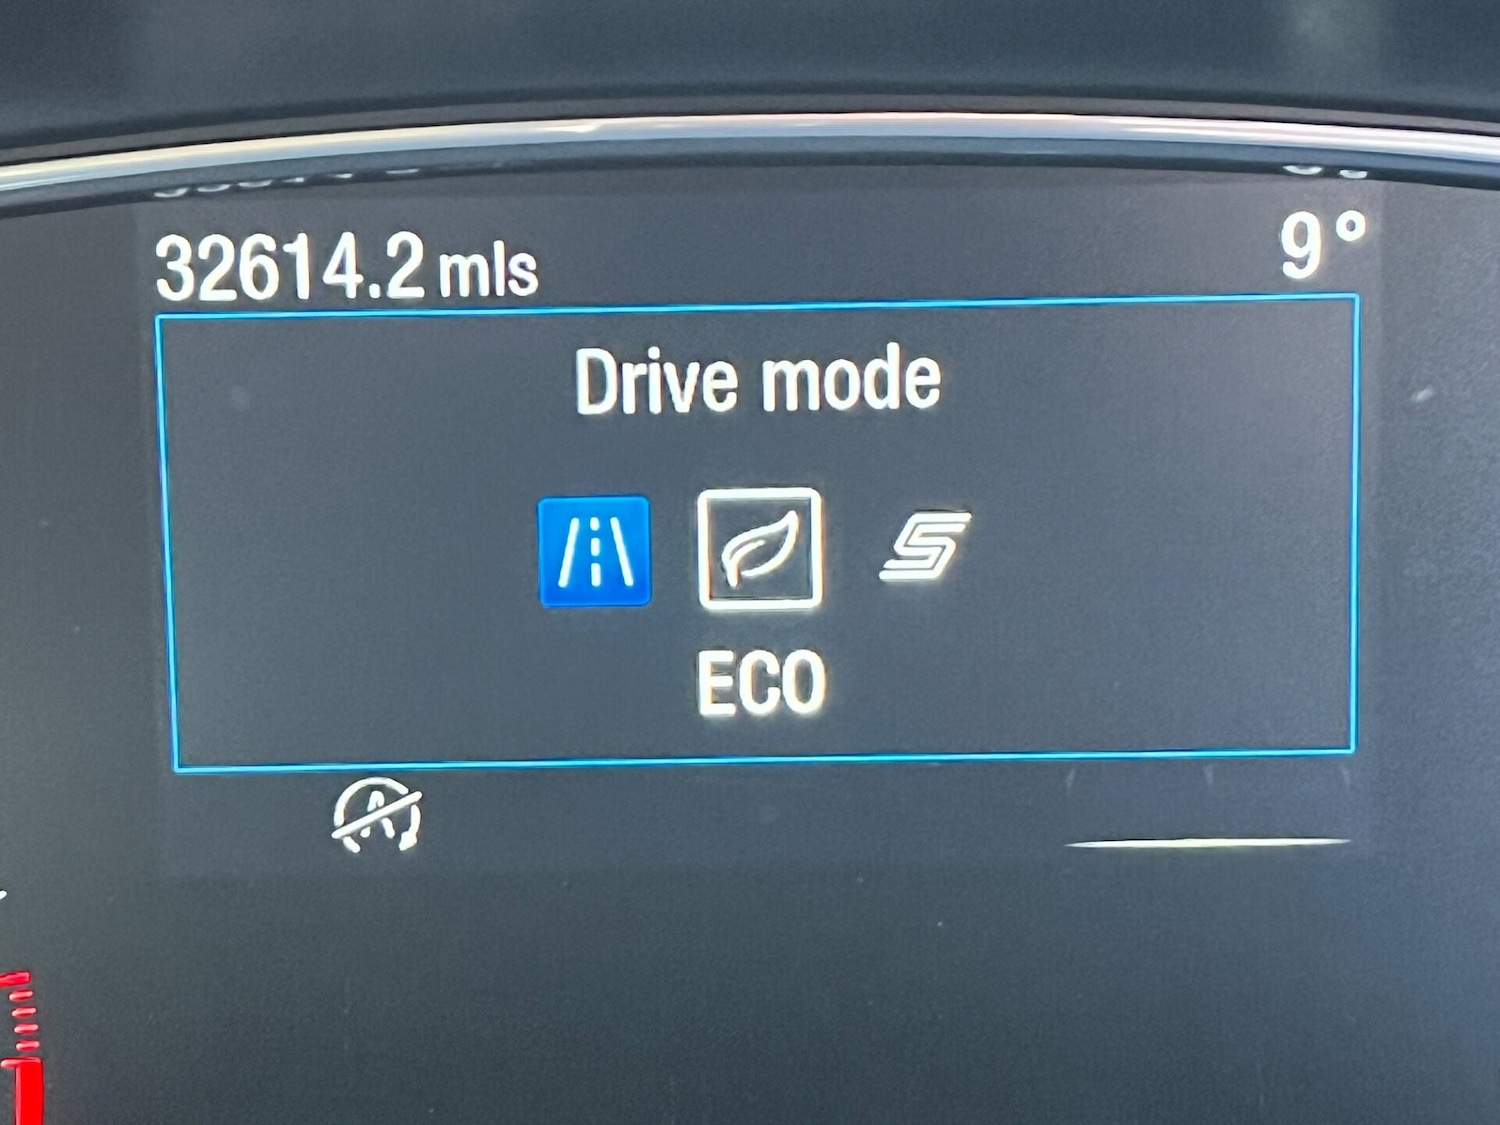 32614.2 mls
9°
Drive mode
S
ECO
A